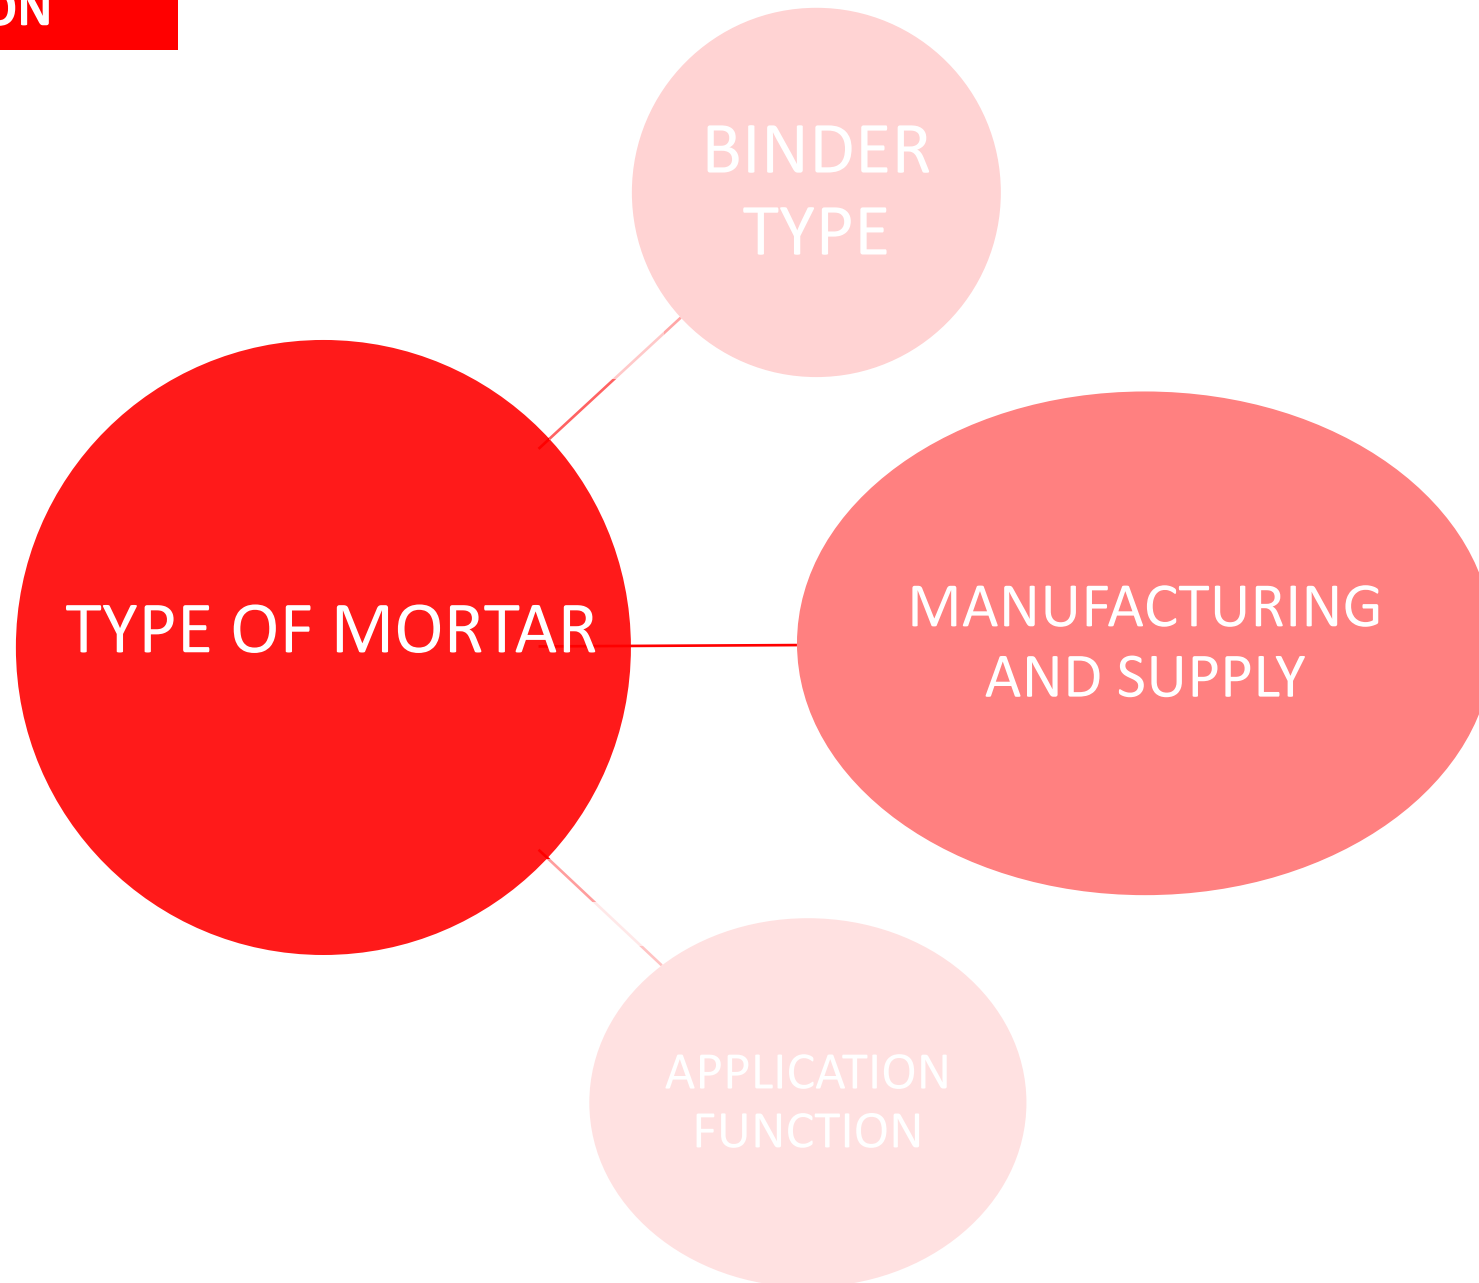 ON
BINDER
TYPE
TYPE OF MORTAR
MANUFACTURING
AND SUPPLY
APPLICATION
FUNCTION